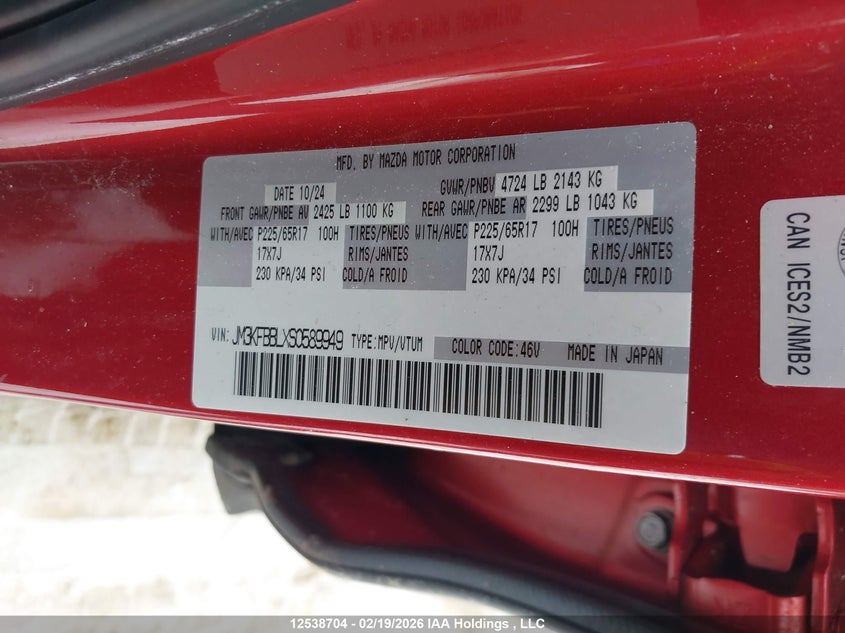 MFD. BY MAZDA MOTOR CORPORATION
DATE 10/24 GVWR/PNBV 4724 LB 2143 KG
FRONT GAWR/PNBE AV 2425 LB 1100 KG REAR GAWR/PNBE AR 2299 LB 1043 KG
WITH/AVEC P225/65R17 100H TIRES/PNEUS WITH/AVEC P225/65R17 100H TIRES/PNEUS
17X7J RIMS/JANTES 17X7J RIMS/JANTES
230 KPA/34 PSI COLD/A FROID 230 KPA/34 PSI COLD/A FROID
VIN: JM3KFBBLXS0589949 TYPE:MPV/VTUM COLOR CODE:46V MADE IN JAPAN
CAN ICES2/NMB2
12538704 - 02/19/2026 IAA Holdings , LLC